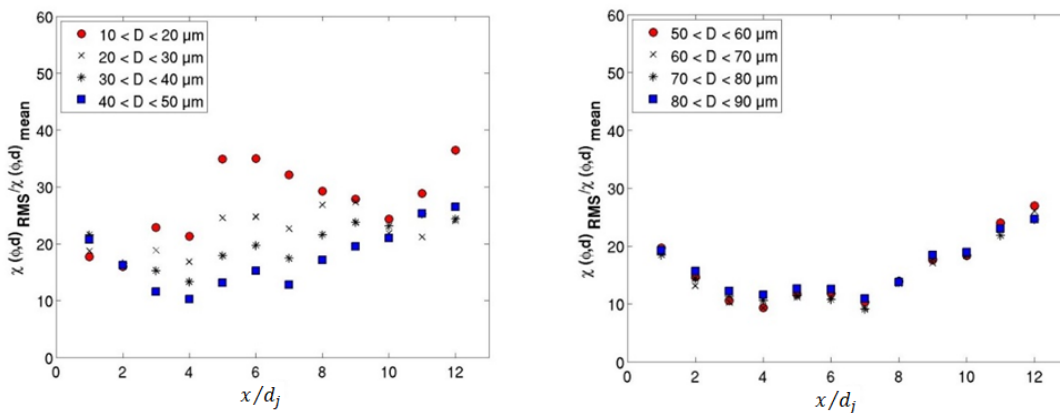 60
50
40
30
20
10
0
χ (ϕ,d) RMS/χ (ϕ,d) mean
10 < D < 20 µm
20 < D < 30 µm
30 < D < 40 µm
40 < D < 50 µm
0 2 4 6 8 10 12
x/dj
60
50
40
30
20
10
0
χ (ϕ,d) RMS/χ (ϕ,d) mean
50 < D < 60 µm
60 < D < 70 µm
70 < D < 80 µm
80 < D < 90 µm
0 2 4 6 8 10 12
x/dj